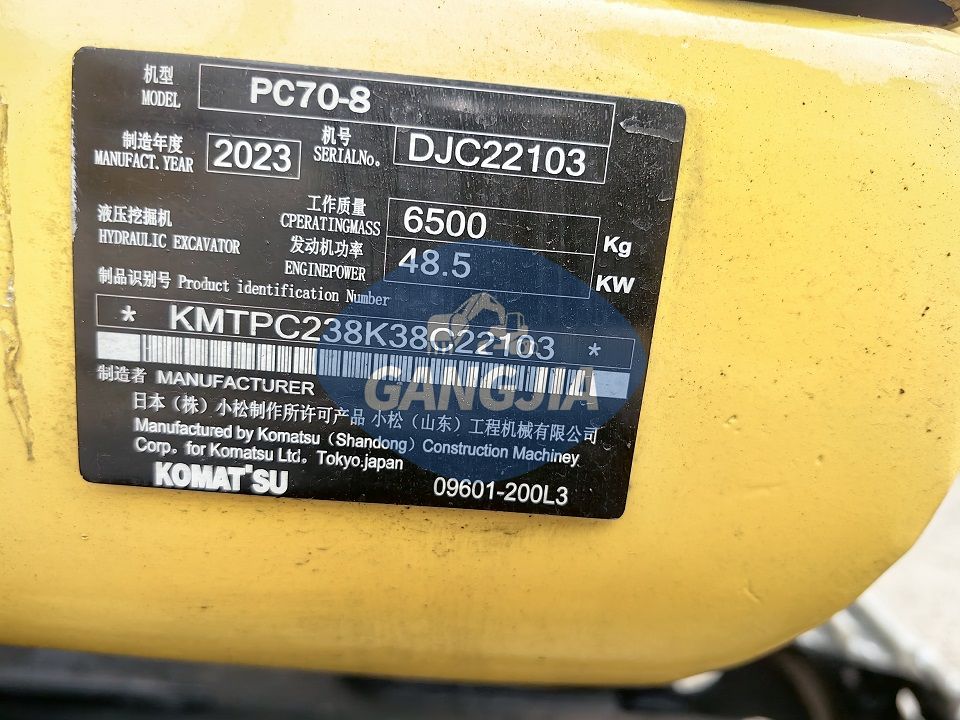 机型
MODEL PC70-8
制造年度 机号
MANUFACT. YEAR 2023 SERIALNo. DJC22103
液压挖掘机 工作质量
HYDRAULIC EXCAVATOR CPERATINGMASS 6500 Kg
发动机功率
ENGINEPOWER 48.5 KW
制品识别号 Product identification Number
* KMTPC238K38C22103 *
制造者 MANUFACTURER
GANGJIA
日本(株)小松制作所许可产品 小松(山东)工程机械有限公司
Manufactured by Komatsu (Shandong) Construction Machiney
Corp. for Komatsu Ltd. Tokyo.japan
KOMAT'SU 09601-200L3